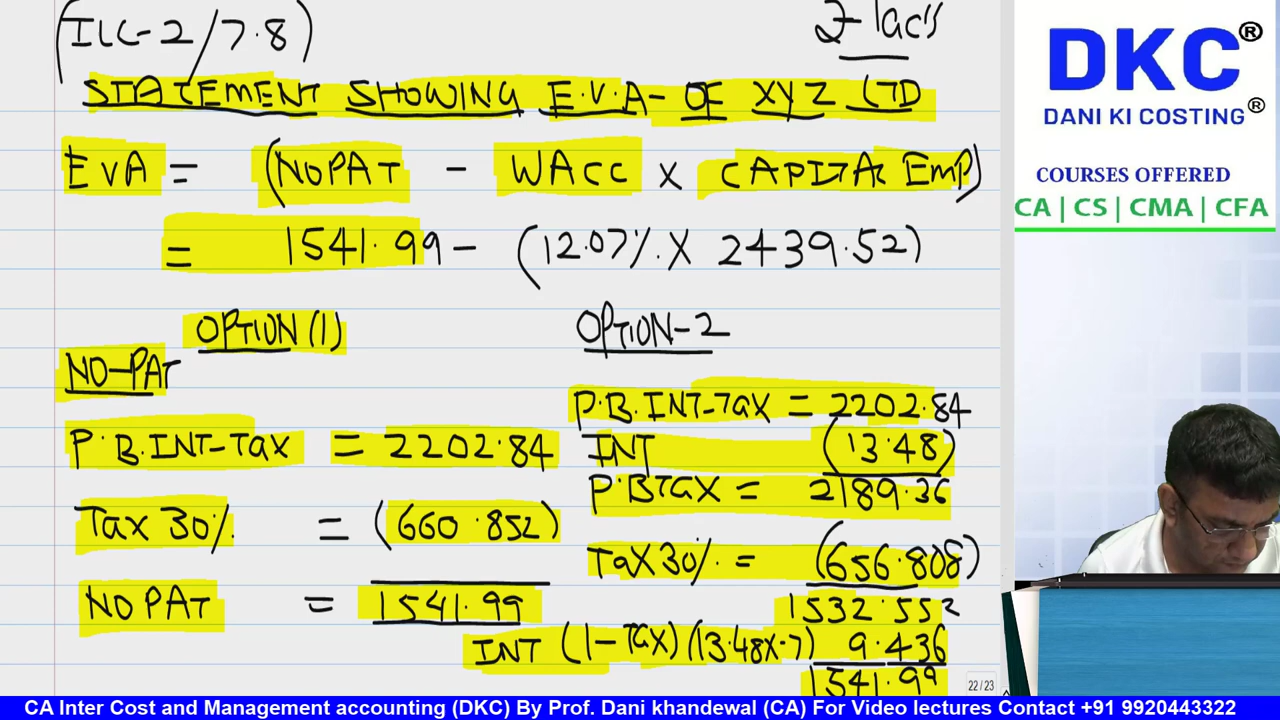 (ILC-2/7.8)
₹ lacs
STATEMENT SHOWING E.V.A- OF XYZ LTD
EVA = (NOPAT - WACC x CAPITAL EMP)
= 1541.99 - (12.07% X 2439.52)
OPTION (1)
NO-PAT
P.B.INT-TAX = 2202.84
TAX 30% = (660.852)
NOPAT = 1541.99
OPTION-2
P.B.INT-TAX = 2202.84
INT (13.48)
P.BTAX = 2189.36
TAX 30% = (656.808)
1532.552
INT (1-TAX) (13.48X.7) 9.436
1541.99
22 / 23
DKC®
DANI KI COSTING®
COURSES OFFERED
CA | CS | CMA | CFA
CA Inter Cost and Management accounting (DKC) By Prof. Dani khandewal (CA) For Video lectures Contact +91 9920443322